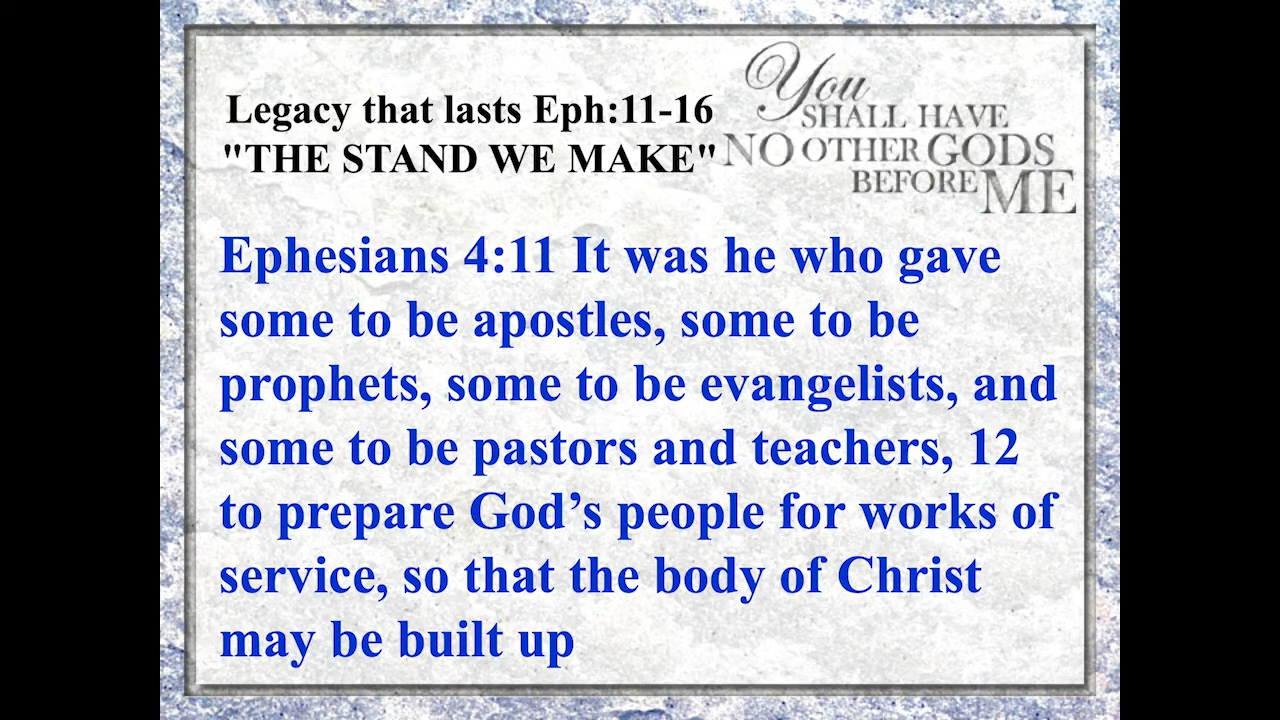 Legacy that lasts Eph:11-16
"THE STAND WE MAKE"
You
SHALL HAVE
NO OTHER GODS
BEFORE ME
Ephesians 4:11 It was he who gave
some to be apostles, some to be
prophets, some to be evangelists, and
some to be pastors and teachers, 12
to prepare God’s people for works of
service, so that the body of Christ
may be built up